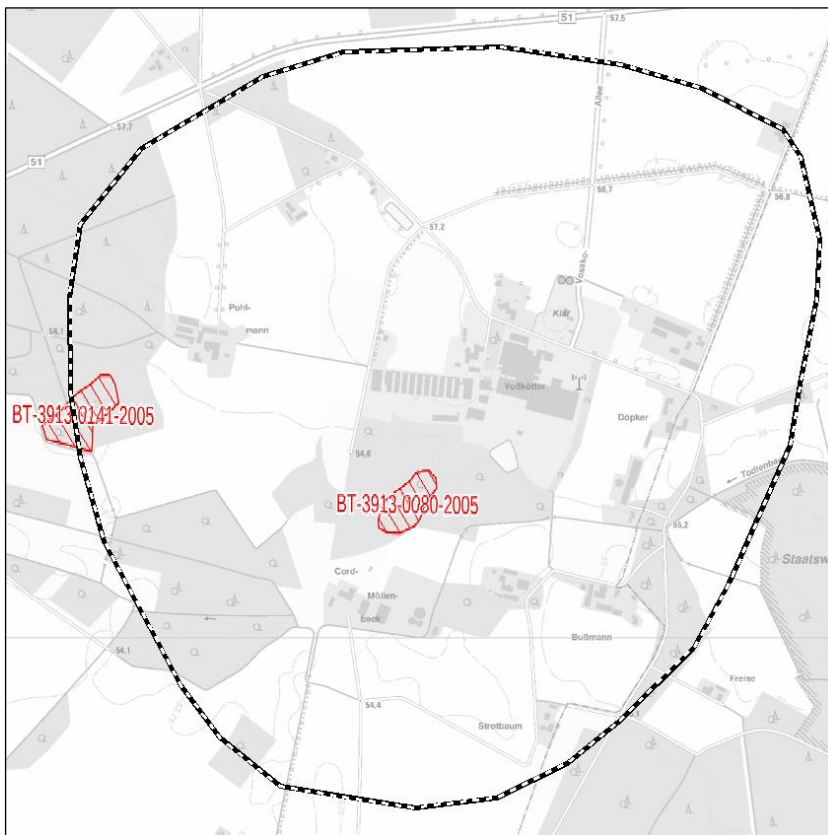 51
57,5
57,7
51
56,7
56,8
Allee
Vossko-
57,2
Pohl-
mann
Klär
56,1
Voßkötter
BT-3913-0141-2005
Döpker
54,6
Todtenbach
BT-3913-0080-2005
55,2
Staatsw
Cord-
Möllen-
beck
Bußmann
54,1
Freise
54,4
Strotbaum